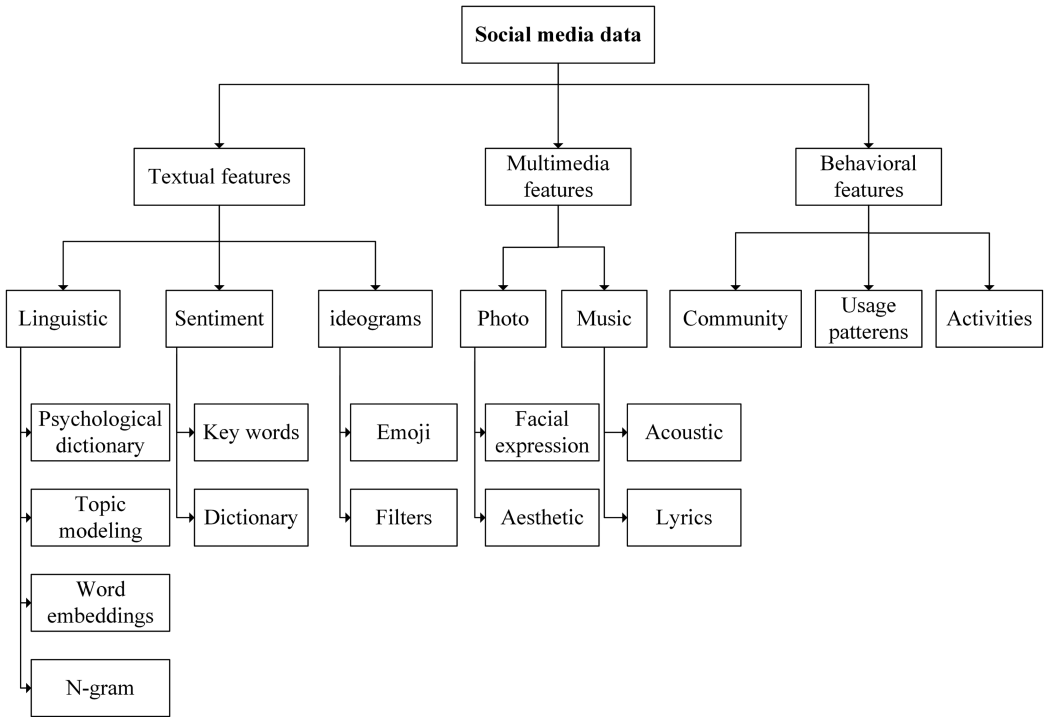 Social media data
Textual features
Multimedia
features
Behavioral
features
Linguistic
Sentiment
ideograms
Photo
Music
Community
Usage
patterens
Activities
Psychological
dictionary
Key words
Emoji
Facial
expression
Acoustic
Topic
modeling
Dictionary
Filters
Aesthetic
Lyrics
Word
embeddings
N-gram